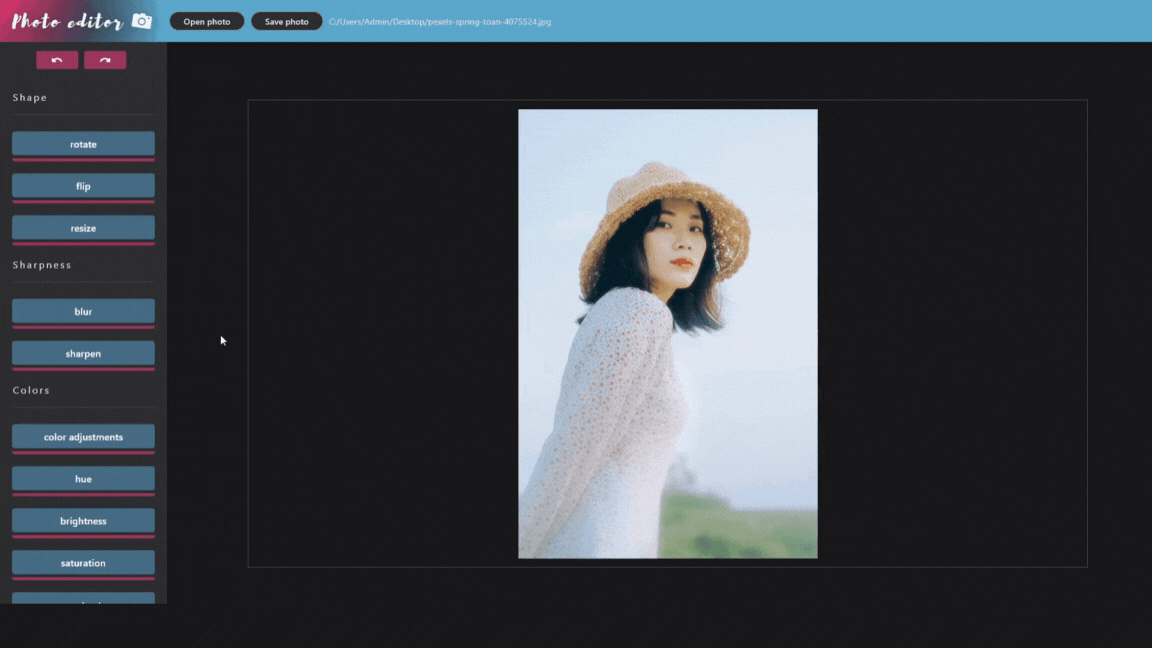 Photo editor
Open photo
Save photo
C:/Users/Admin/Desktop/pexels-spring-toan-4075524.jpg
Shape
rotate
flip
resize
Sharpness
blur
sharpen
Colors
color adjustments
hue
brightness
saturation